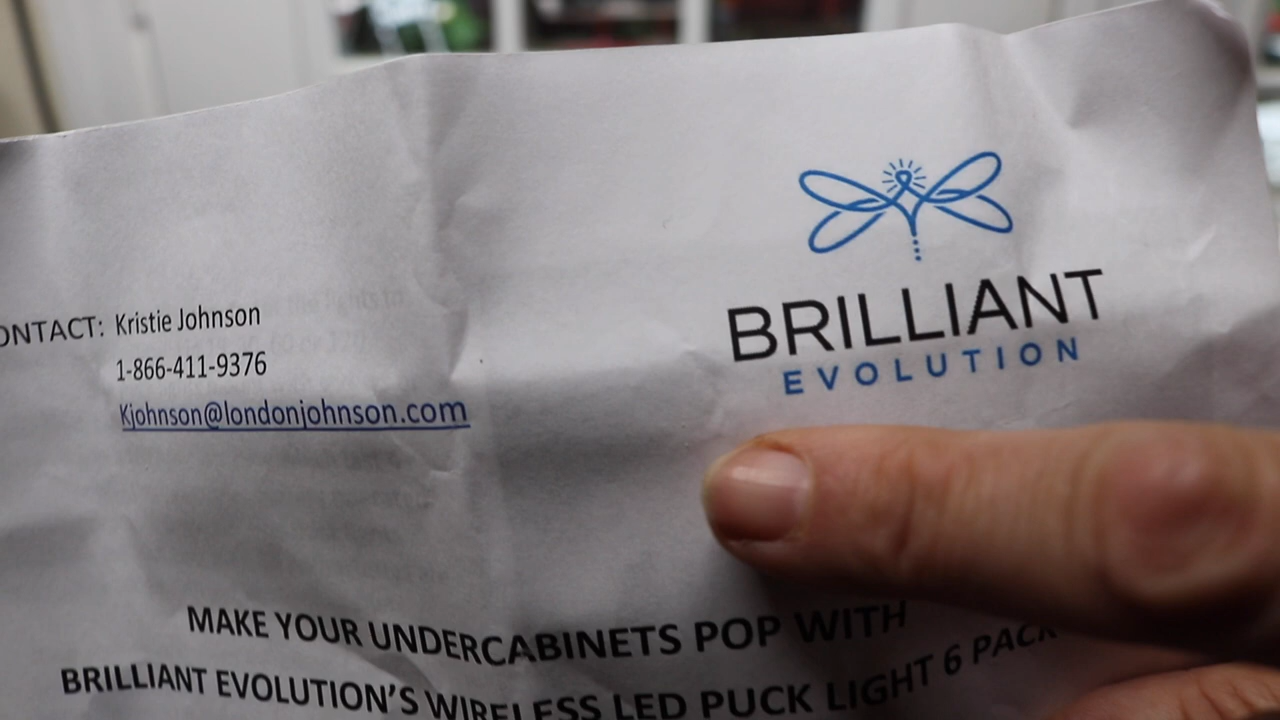 ONTACT: Kristie Johnson
1-866-411-9376
Kjohnson@londonjohnson.com
BRILLIANT
EVOLUTION
MAKE YOUR UNDERCABINETS POP WITH
BRILLIANT EVOLUTION'S WIRELESS LED PUCK LIGHT 6 PACK